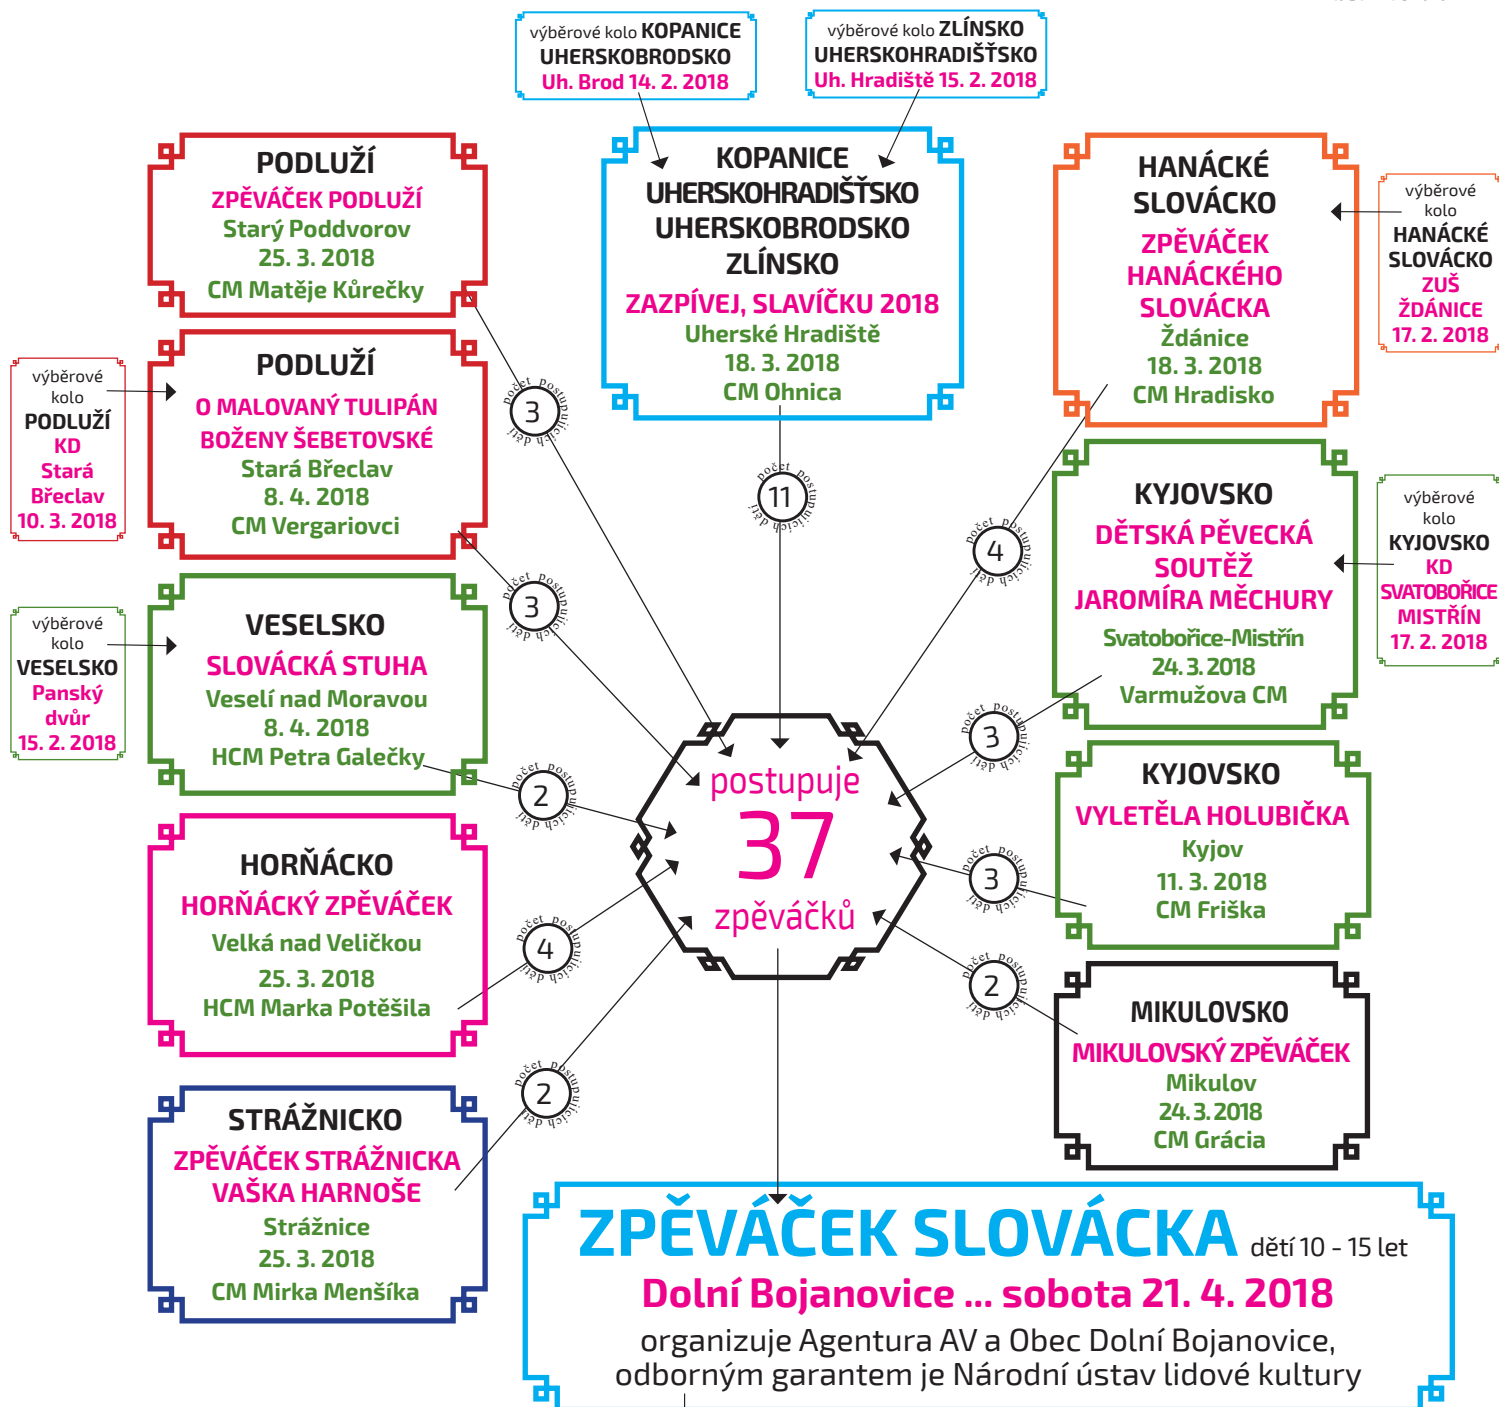 výběrové kolo KOPANICE
UHERSKOBRODSKO
Uh. Brod 14. 2. 2018
výběrové kolo ZLÍNSKO
UHERSKOHRADIŠŤSKO
Uh. Hradiště 15. 2. 2018
PODLUŽÍ
ZPĚVÁČEK PODLUŽÍ
Starý Poddvorov
25. 3. 2018
CM Matěje Kůrečky
KOPANICE
UHERSKOHRADIŠŤSKO
UHERSKOBRODSKO
ZLÍNSKO
ZAZPÍVEJ, SLAVÍČKU 2018
Uherské Hradiště
18. 3. 2018
CM Ohnica
HANÁCKÉ
SLOVÁCKO
ZPĚVÁČEK
HANÁCKÉHO
SLOVÁCKA
Ždánice
18. 3. 2018
CM Hradisko
výběrové
kolo
HANÁCKÉ
SLOVÁCKO
ZUŠ
ŽDÁNICE
17. 2. 2018
výběrové
kolo
PODLUŽÍ
KD
Stará
Břeclav
10. 3. 2018
PODLUŽÍ
O MALOVANÝ TULIPÁN
BOŽENY ŠEBETOVSKÉ
Stará Břeclav
8. 4. 2018
CM Vergariovci
počet postupujících dětí
3
počet postupujících dětí
11
počet postupujících dětí
4
KYJOVSKO
DĚTSKÁ PĚVECKÁ
SOUTĚŽ
JAROMÍRA MĚCHURY
Svatobořice-Mistřín
24. 3. 2018
Varmužova CM
výběrové
kolo
KYJOVSKO
KD
SVATOBOŘICE
MISTŘÍN
17. 2. 2018
výběrové
kolo
VESELSKO
Panský
dvůr
15. 2. 2018
VESELSKO
SLOVÁCKÁ STUHA
Veselí nad Moravou
8. 4. 2018
HCM Petra Galečky
počet postupujících dětí
3
počet postupujících dětí
2
postupuje
37
zpěváčků
počet postupujících dětí
3
KYJOVSKO
VYLETĚLA HOLUBIČKA
Kyjov
11. 3. 2018
CM Friška
počet postupujících dětí
3
HORŇÁCKO
HORŇÁCKÝ ZPĚVÁČEK
Velká nad Veličkou
25. 3. 2018
HCM Marka Potěšila
počet postupujících dětí
4
počet postupujících dětí
2
MIKULOVSKO
MIKULOVSKÝ ZPĚVÁČEK
Mikulov
24. 3. 2018
CM Grácia
STRÁŽNICKO
ZPĚVÁČEK STRÁŽNICKA
VAŠKA HARNOŠE
Strážnice
25. 3. 2018
CM Mirka Menšíka
počet postupujících dětí
2
ZPĚVÁČEK SLOVÁCKA dětí 10 - 15 let
Dolní Bojanovice ... sobota 21. 4. 2018
organizuje Agentura AV a Obec Dolní Bojanovice,
odborným garantem je Národní ústav lidové kultury